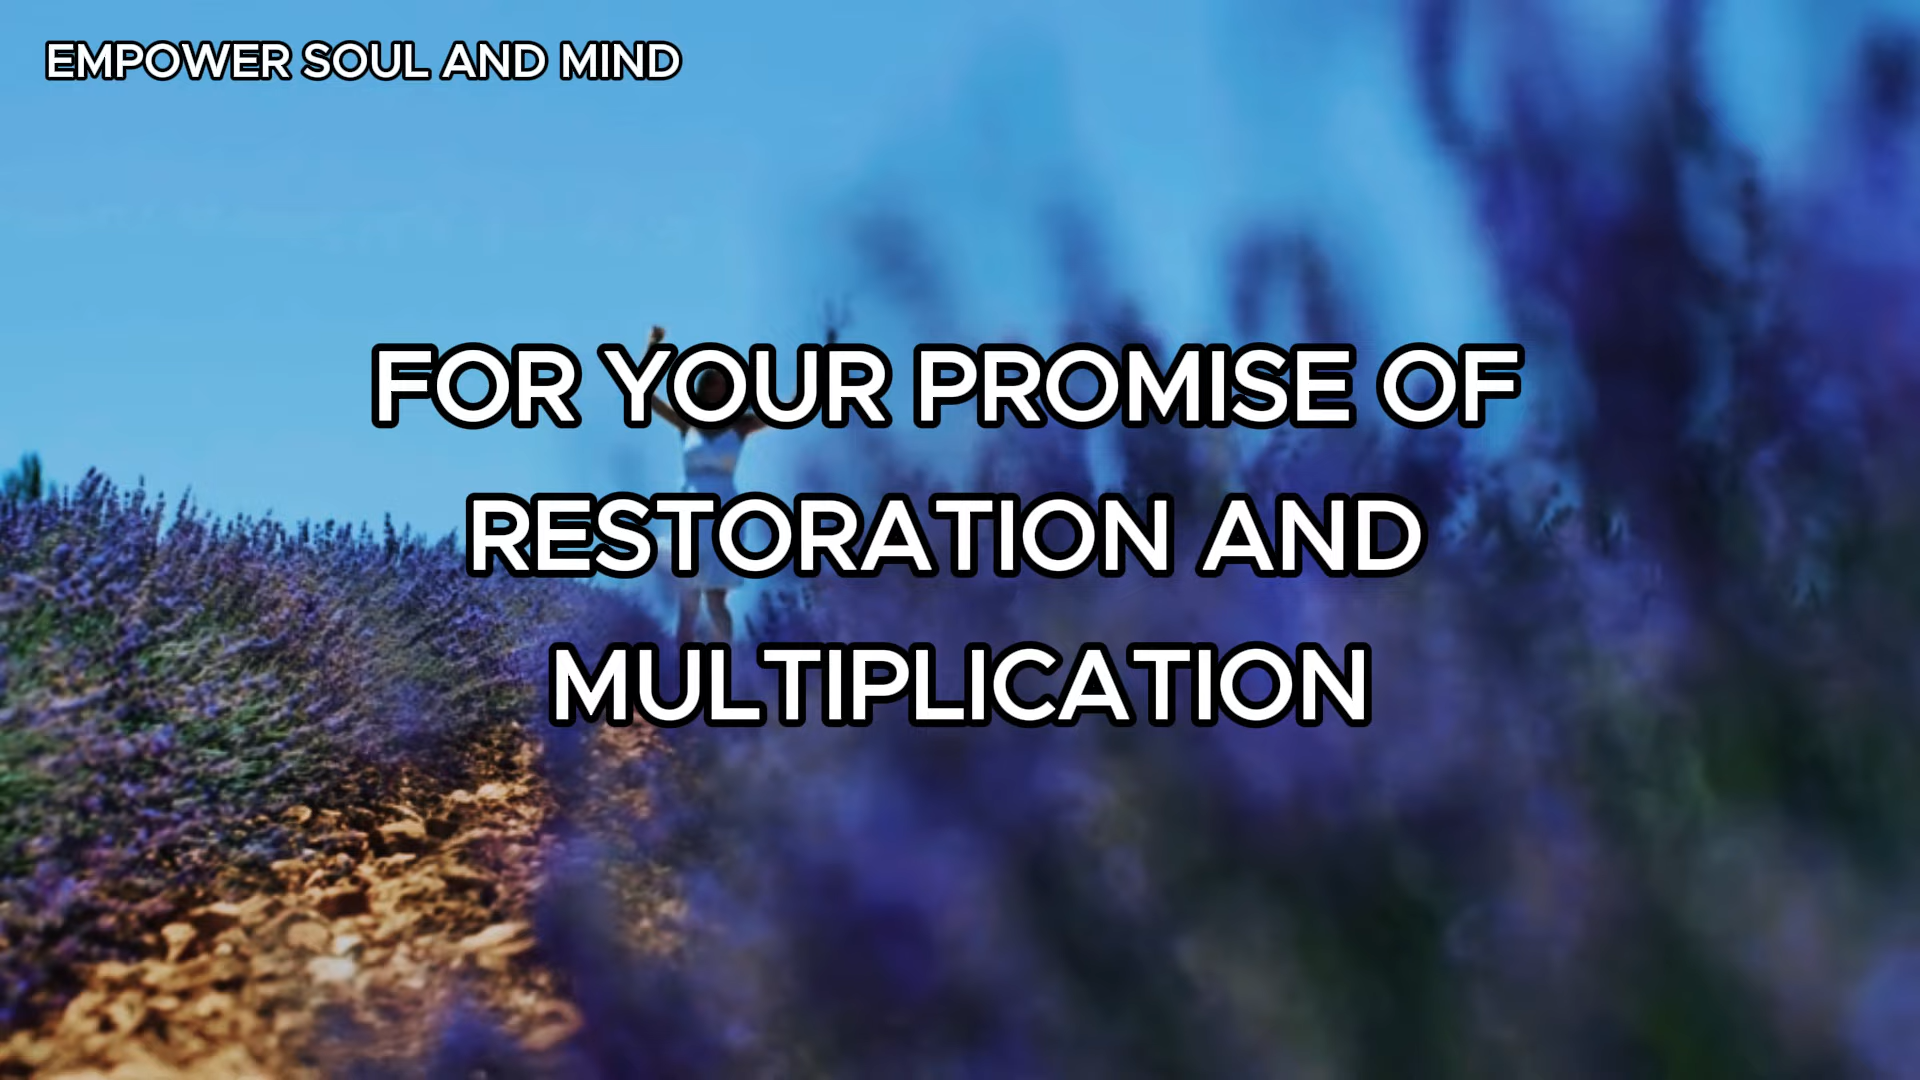 EMPOWER SOUL AND MIND
FOR YOUR PROMISE OF
RESTORATION AND
MULTIPLICATION